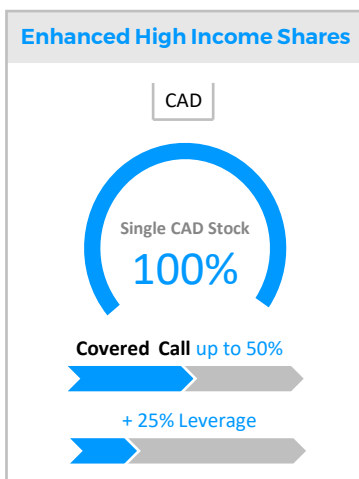 Enhanced High Income Shares
CAD
Single CAD Stock
100%
Covered Call up to 50%
+ 25% Leverage